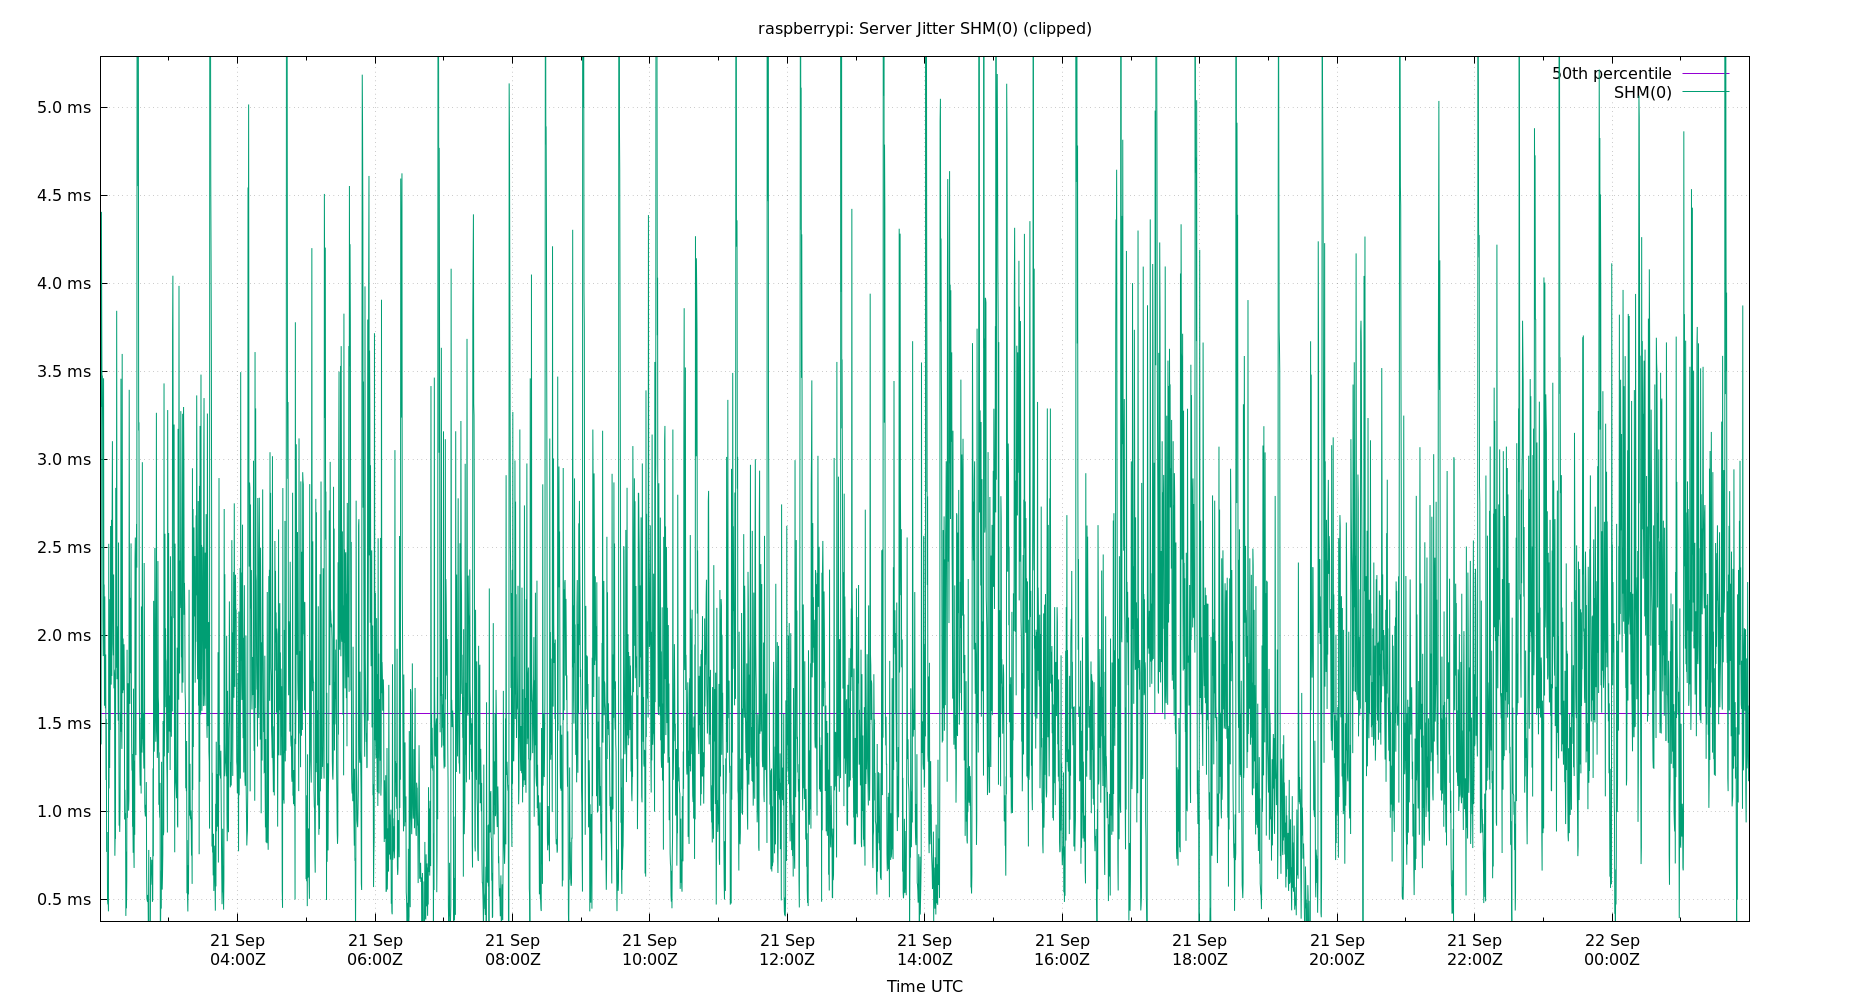 raspberrypi: Server Jitter SHM(0) (clipped)
50th percentile
SHM(0)
5.0 ms
4.5 ms
4.0 ms
3.5 ms
3.0 ms
2.5 ms
2.0 ms
1.5 ms
1.0 ms
0.5 ms
21 Sep 21 Sep 21 Sep 21 Sep 21 Sep 21 Sep 21 Sep 21 Sep 21 Sep 21 Sep 22 Sep
04:00Z 06:00Z 08:00Z 10:00Z 12:00Z 14:00Z 16:00Z 18:00Z 20:00Z 22:00Z 00:00Z
Time UTC